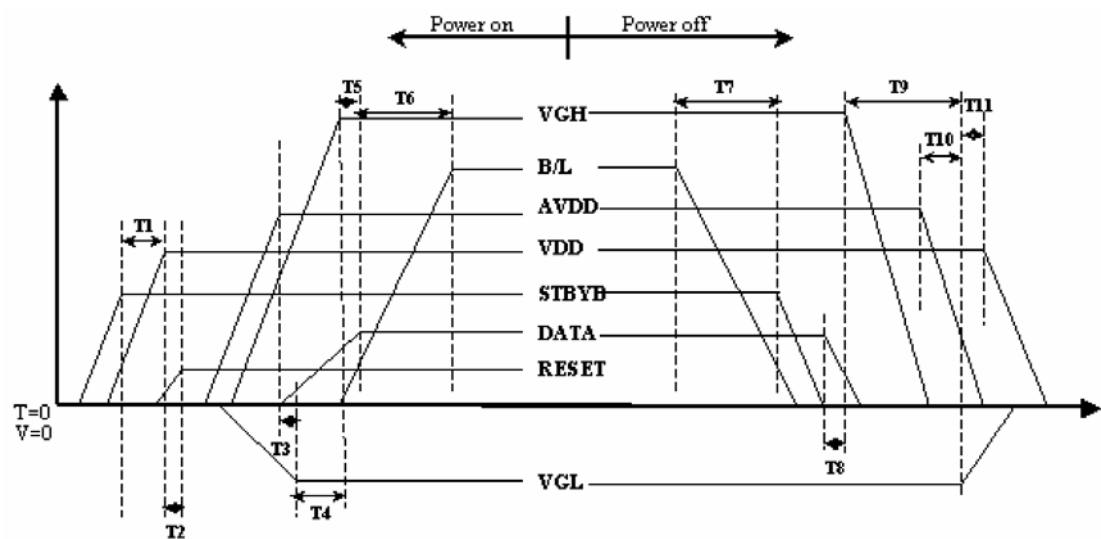 Power on Power off
T5
T6
T7
T9
T11
VGH
T10
B/L
AVDD
T1
VDD
STBYB
DATA
RESET
T=0
V=0
T3
T8
VGL
T4
T2